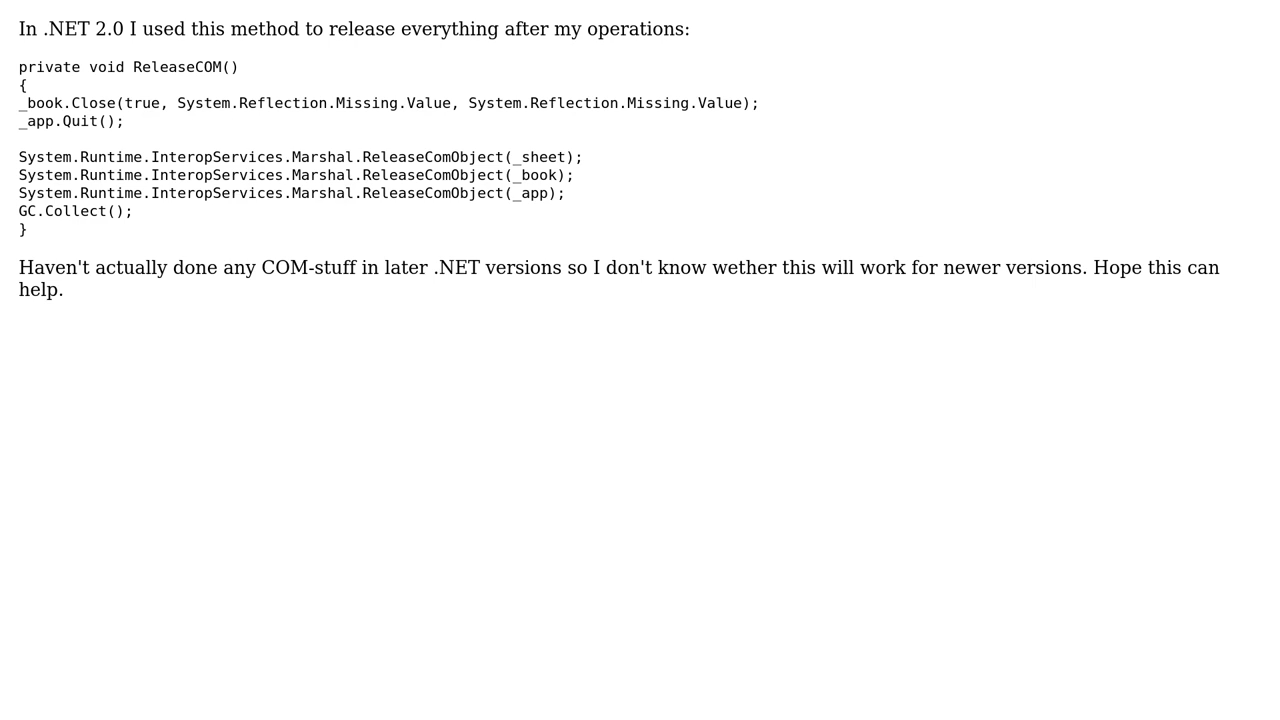 In .NET 2.0 I used this method to release everything after my operations:
private void ReleaseCOM()
{
_book.Close(true, System.Reflection.Missing.Value, System.Reflection.Missing.Value);
_app.Quit();
System.Runtime.InteropServices.Marshal.ReleaseComObject(_sheet);
System.Runtime.InteropServices.Marshal.ReleaseComObject(_book);
System.Runtime.InteropServices.Marshal.ReleaseComObject(_app);
GC.Collect();
}
Haven't actually done any COM-stuff in later .NET versions so I don't know wether this will work for newer versions. Hope this can
help.